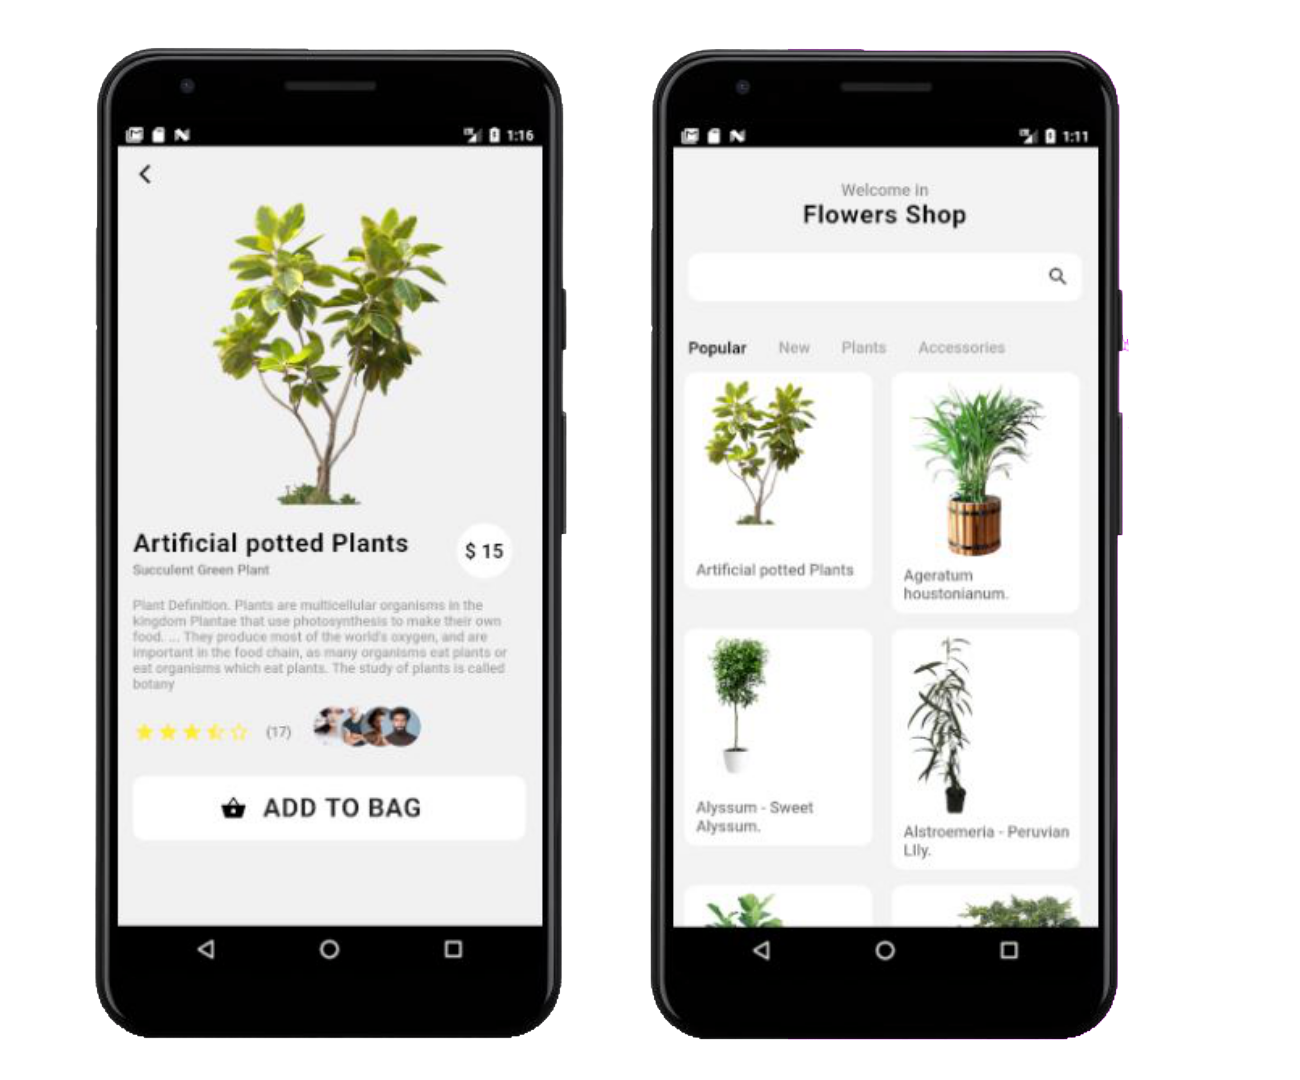 1:16
Artificial potted Plants
$ 15
Succulent Green Plant
Plant Definition. Plants are multicellular organisms in the
kingdom Plantae that use photosynthesis to make their own
food. ... They produce most of the world's oxygen, and are
important in the food chain, as many organisms eat plants or
eat organisms which eat plants. The study of plants is called
botany
(17)
ADD TO BAG
1:11
Welcome in
Flowers Shop
Popular New Plants Accessories
Artificial potted Plants
Ageratum
houstonianum.
Alyssum - Sweet
Alyssum.
Alstroemeria - Peruvian
LIly.